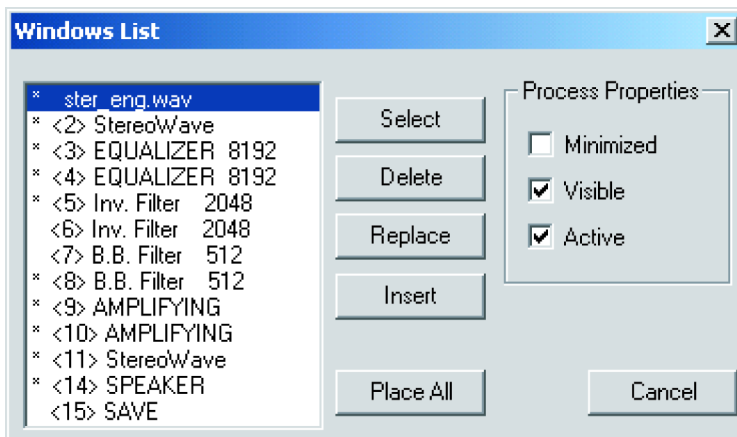 Windows List
* ster_eng.wav
* <2> StereoWave
* <3> EQUALIZER 8192
* <4> EQUALIZER 8192
* <5> Inv. Filter 2048
<6> Inv. Filter 2048
<7> B.B. Filter 512
* <8> B.B. Filter 512
* <9> AMPLIFYING
* <10> AMPLIFYING
* <11> StereoWave
* <14> SPEAKER
<15> SAVE
Select
Delete
Replace
Insert
Place All
Process Properties
Minimized
Visible
Active
Cancel